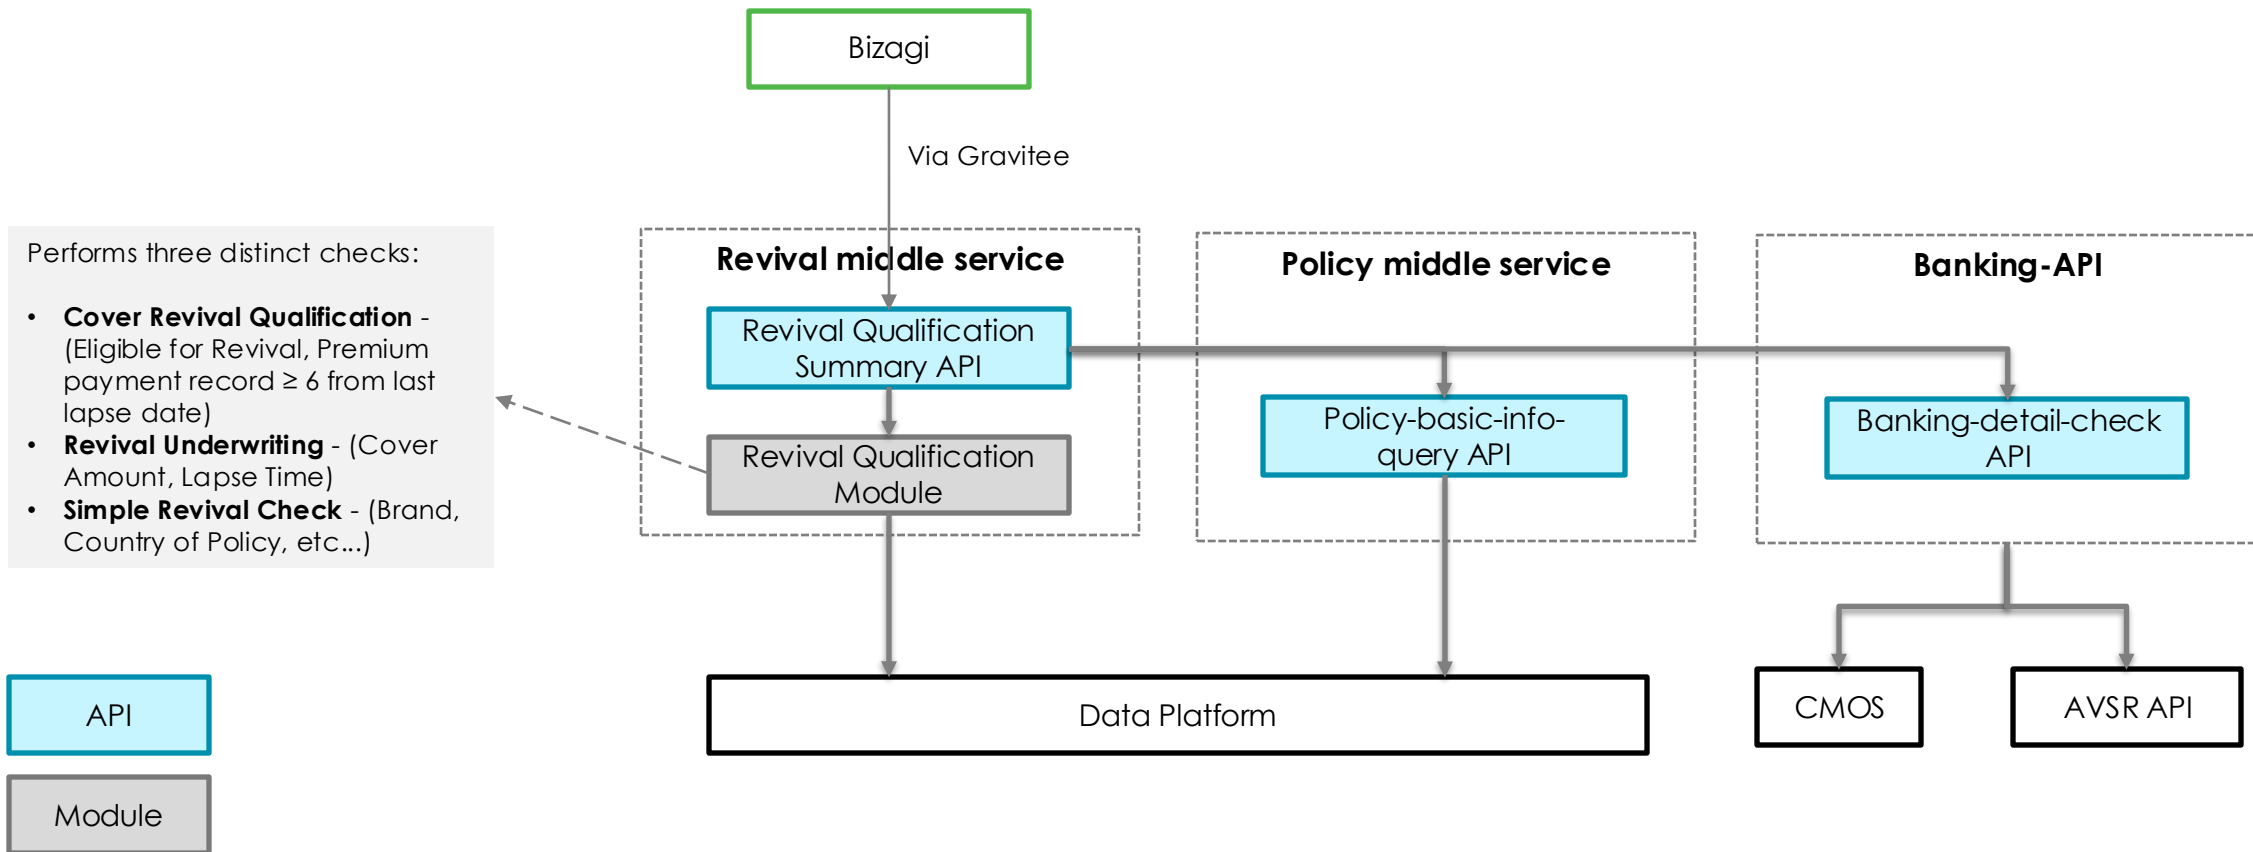 Bizagi
Via Gravitee
Performs three distinct checks:
• Cover Revival Qualification -
(Eligible for Revival, Premium
payment record ≥ 6 from last
lapse date)
• Revival Underwriting - (Cover
Amount, Lapse Time)
• Simple Revival Check - (Brand,
Country of Policy, etc...)
Revival middle service
Revival Qualification
Summary API
Revival Qualification
Module
Policy middle service
Policy-basic-info-
query API
Banking-API
Banking-detail-check
API
Data Platform
CMOS
AVSR API
API
Module